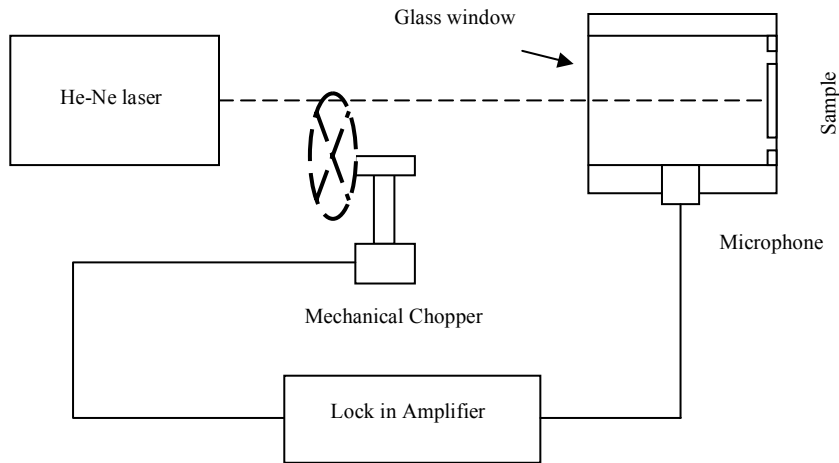 Glass window
He-Ne laser
Sample
Microphone
Mechanical Chopper
Lock in Amplifier